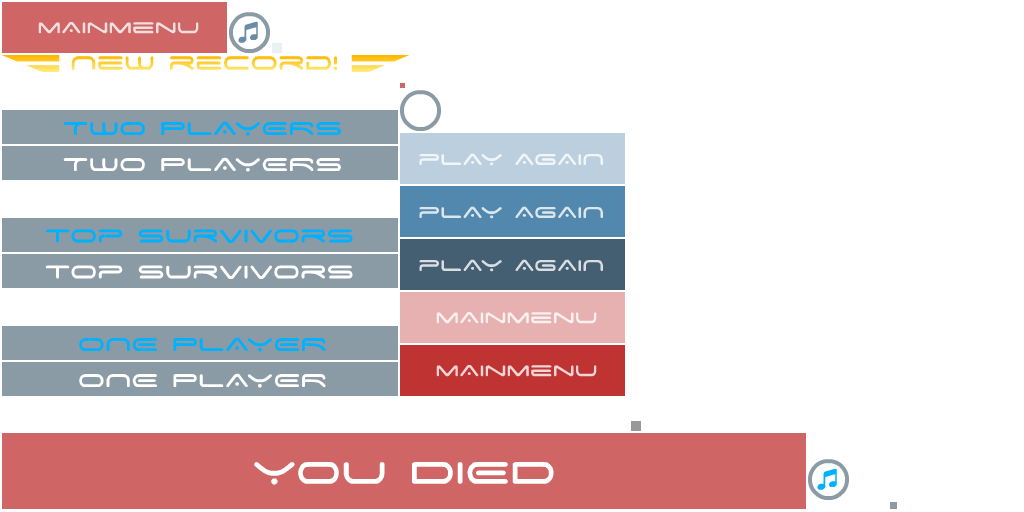 MAINMENU
NEW RECORD!
TWO PLAYERS
TWO PLAYERS
PLAY AGAIN
PLAY AGAIN
TOP SURVIVORS
TOP SURVIVORS
PLAY AGAIN
MAINMENU
ONE PLAYER
MAINMENU
ONE PLAYER
YOU DIED